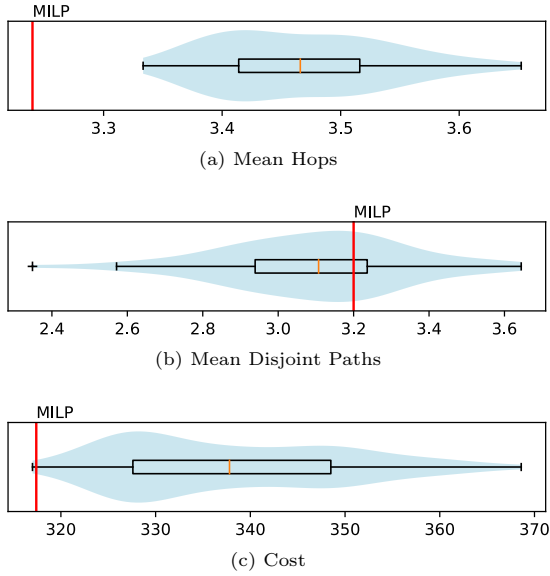 MILP
3.3 3.4 3.5 3.6
(a) Mean Hops
MILP
2.4 2.6 2.8 3.0 3.2 3.4 3.6
(b) Mean Disjoint Paths
MILP
320 330 340 350 360 370
(c) Cost